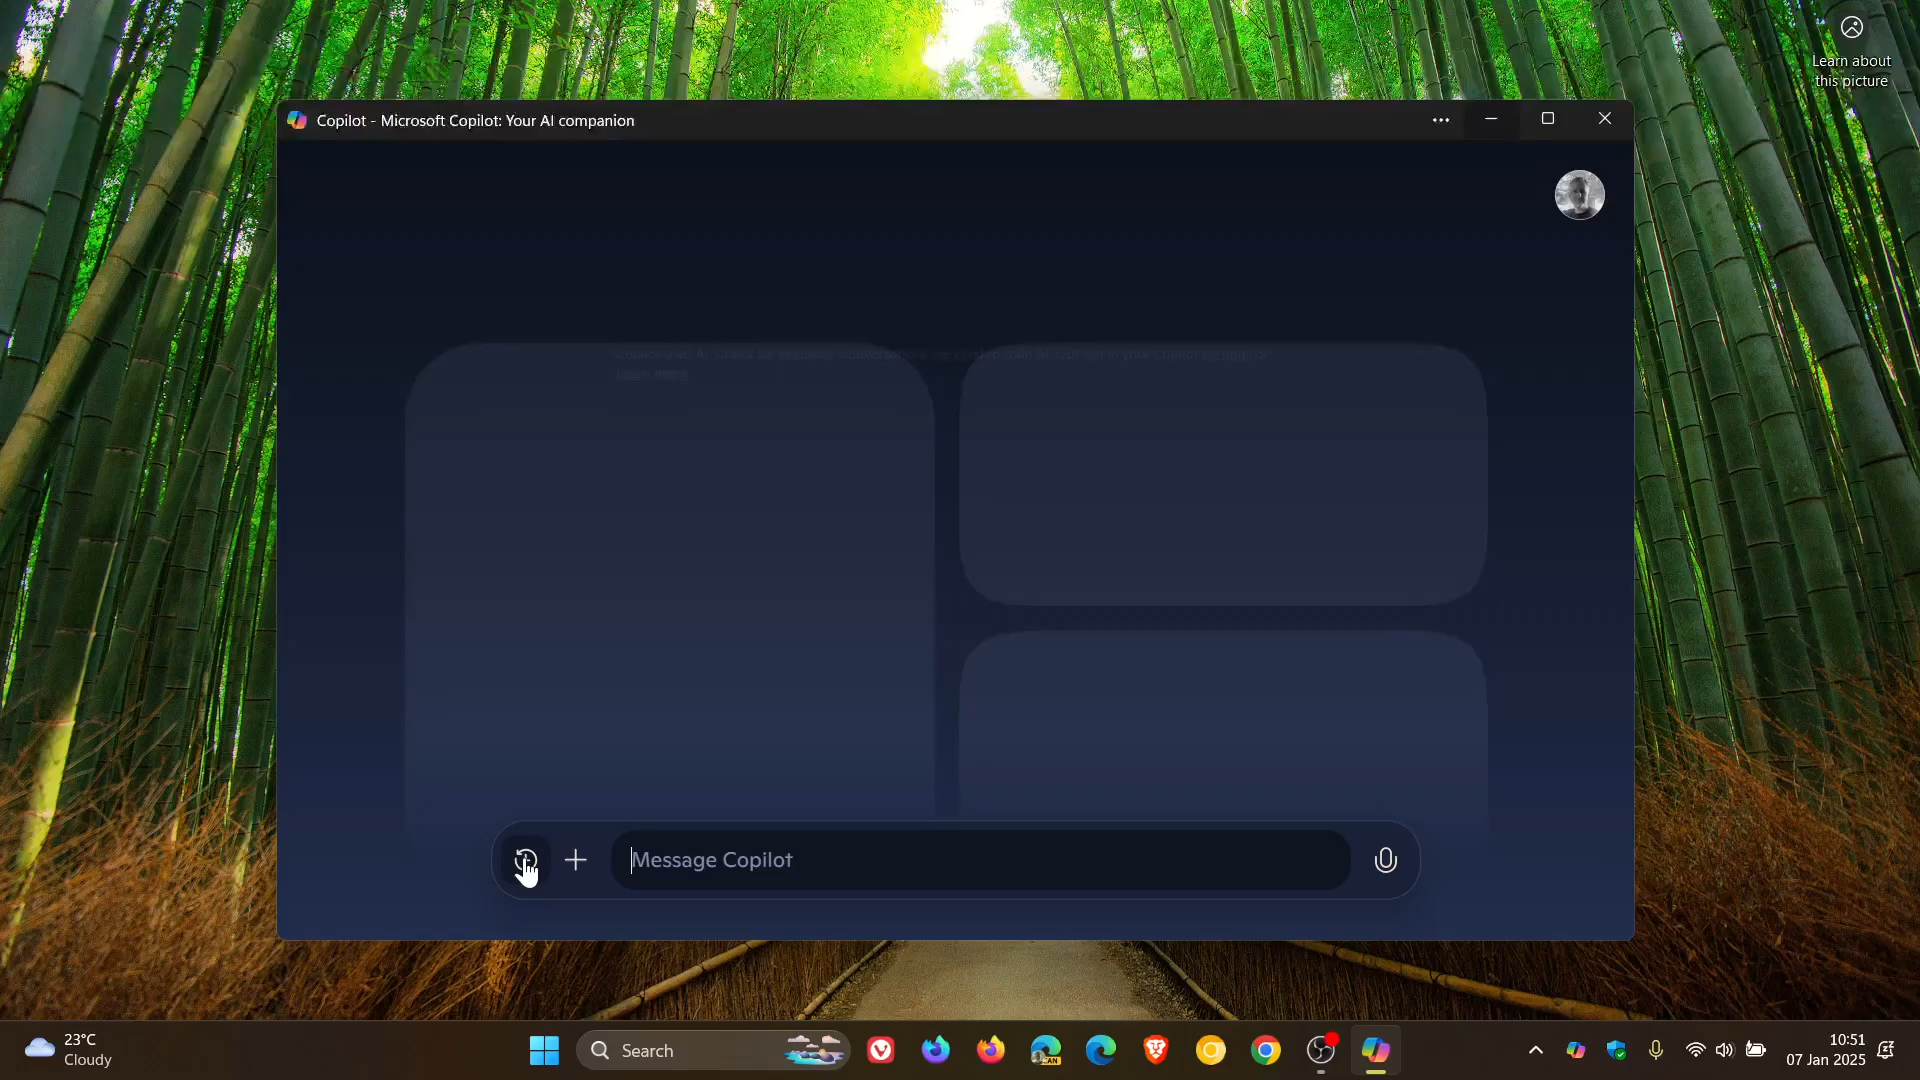 Learn about
this picture
Copilot - Microsoft Copilot: Your AI companion
Message Copilot
23°C
Cloudy
Search
CAN
10:51
07 Jan 2025